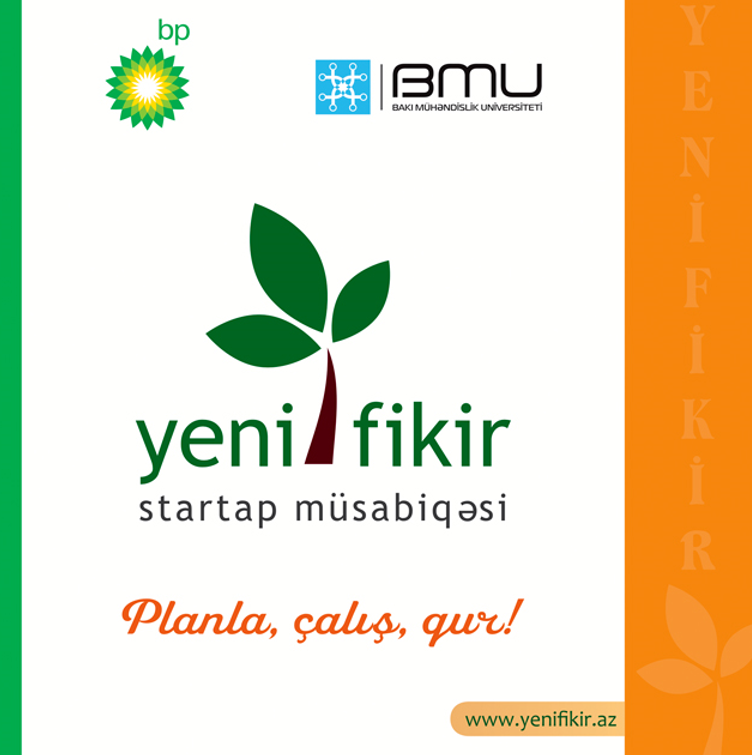 bp
BMU
BAKI MÜHƏNDİSLİK UNİVERSİTETİ
yeni fikir
startap müsabiqəsi
Planla, çalış, qur!
www.yenifikir.az
YENİFİKİR